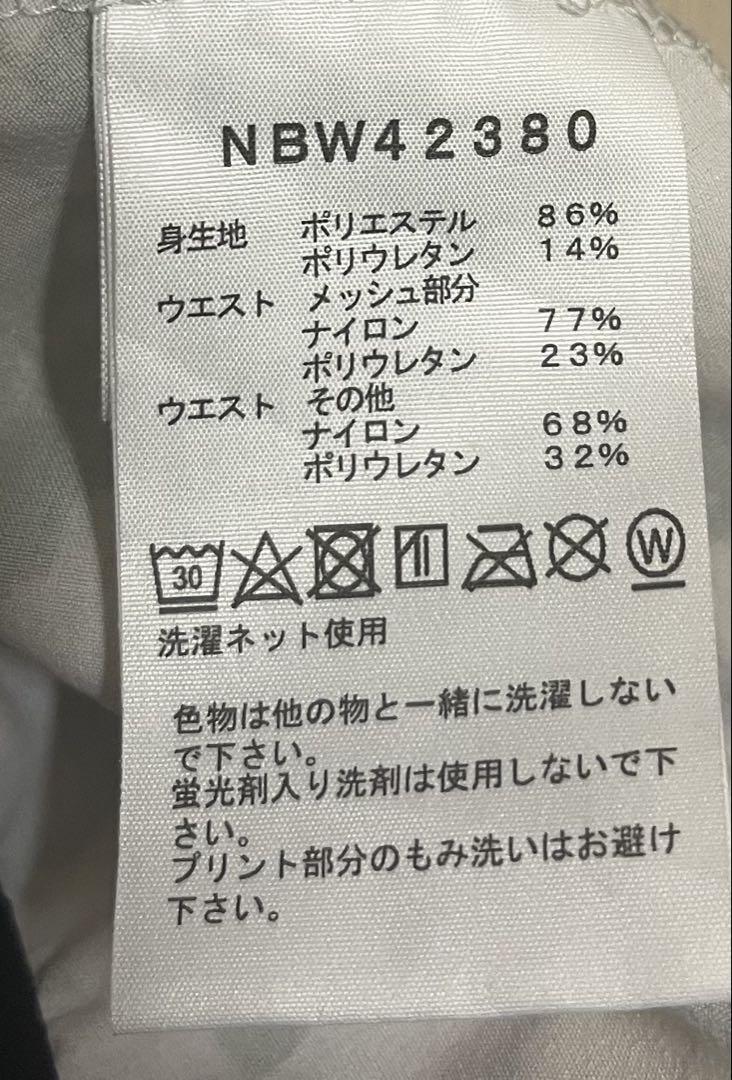 NBW42380
身生地 ポリエステル 86%
ポリウレタン 14%
ウエスト メッシュ部分
ナイロン 77%
ポリウレタン 23%
ウエスト その他
ナイロン 68%
ポリウレタン 32%
30 W
洗濯ネット使用
色物は他の物と一緒に洗濯しない
で下さい。
蛍光剤入り洗剤は使用しないで下
さい。
プリント部分のもみ洗いはお避け
下さい。